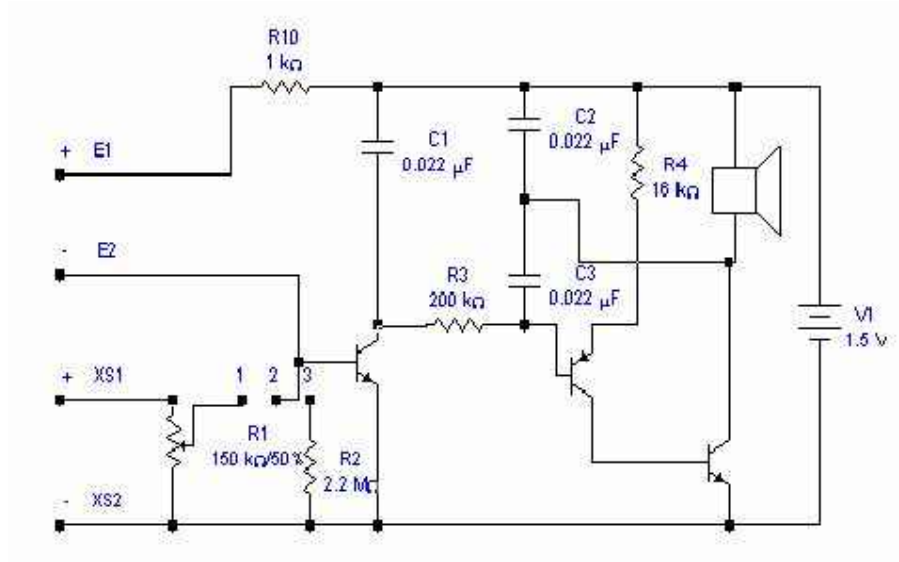 R10
1 kΩ
+ E1
C1
0.022 μF
C2
0.022 μF
R4
16 kΩ
- E2
R3
200 kΩ
C3
0.022 μF
V1
1.5 V
+ XS1
1 2 3
R1
150 kΩ/50%
R2
2.2 MΩ
- XS2